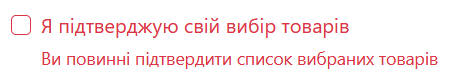 Я підтверджую свій вибір товарів
Ви повинні підтвердити список вибраних товарів